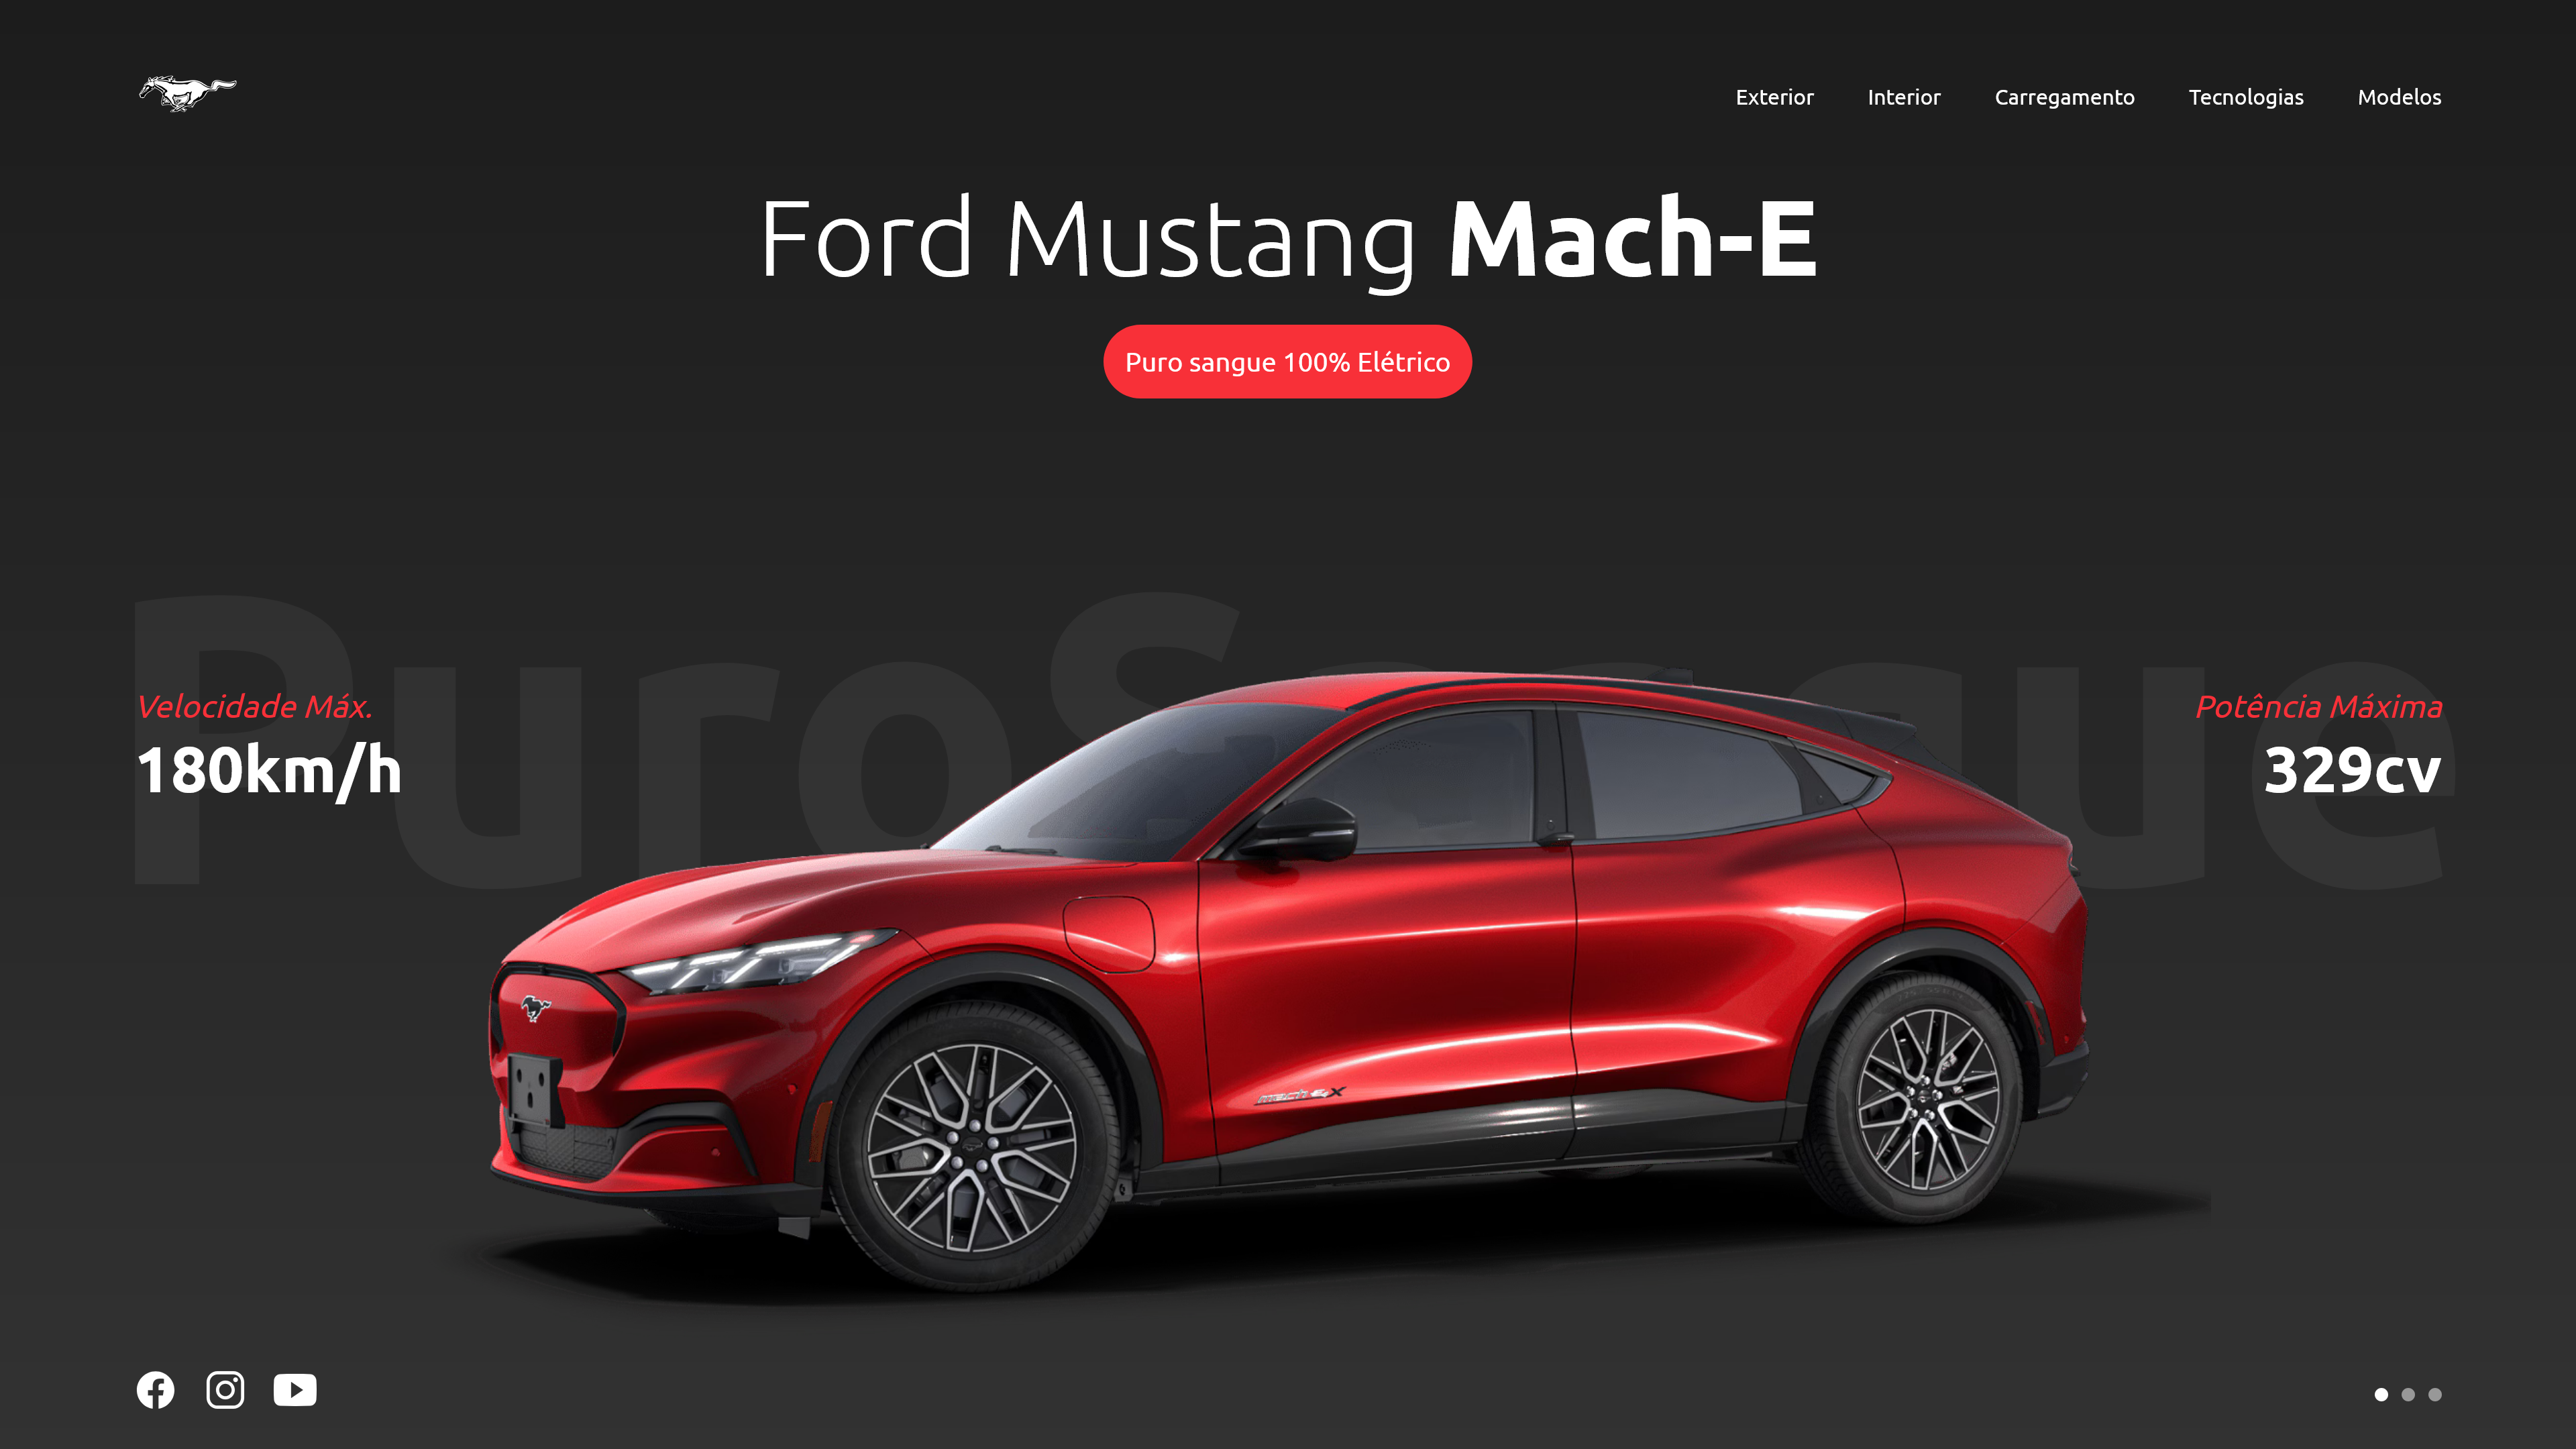 Exterior Interior Carregamento Tecnologias Modelos
Ford Mustang Mach-E
Puro sangue 100% Elétrico
PuroSangue
Velocidade Máx.
180km/h
Potência Máxima
329cv